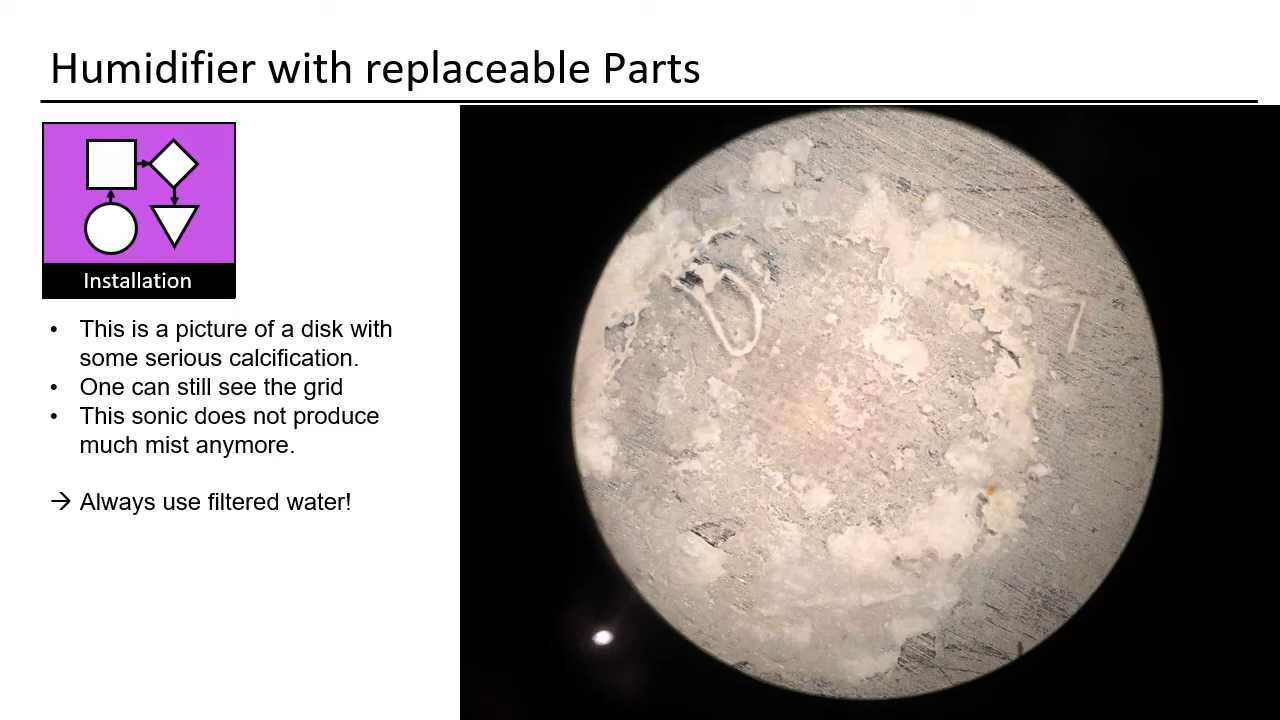 Humidifier with replaceable Parts
Installation
• This is a picture of a disk with
some serious calcification.
• One can still see the grid
• This sonic does not produce
much mist anymore.
→ Always use filtered water!